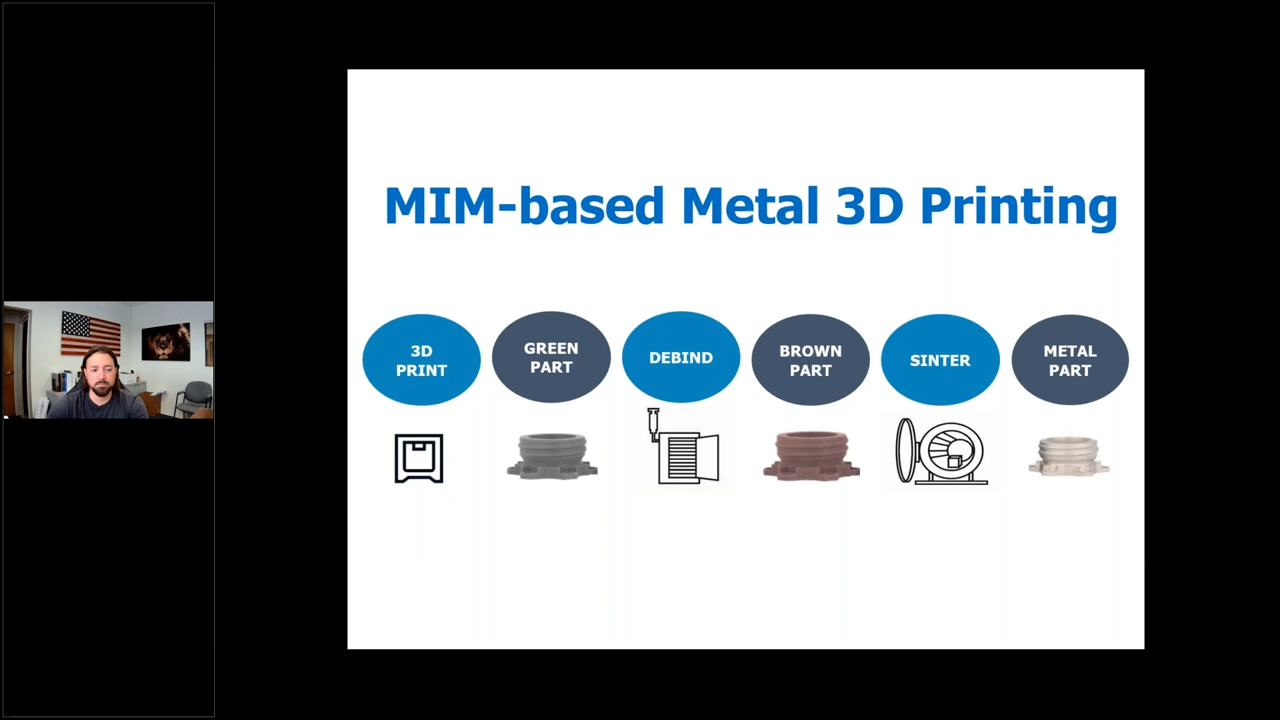 MIM-based Metal 3D Printing
3D
PRINT
GREEN
PART
DEBIND
BROWN
PART
SINTER
METAL
PART